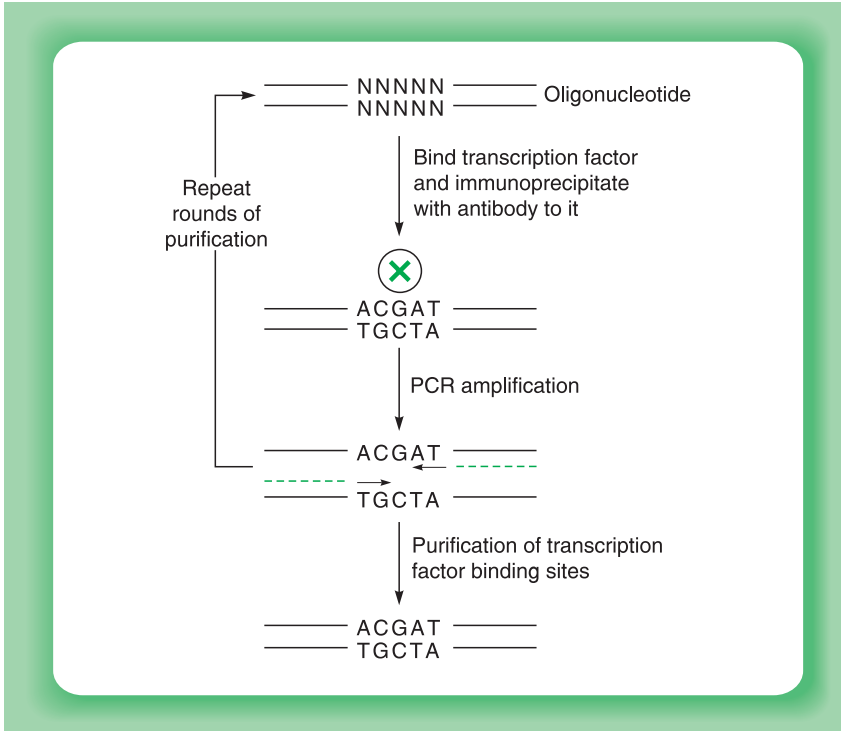 NNNNN
NNNNN
Oligonucleotide
Bind transcription factor
and immunoprecipitate
with antibody to it
Repeat
rounds of
purification
ACGAT
TGCTA
PCR amplification
ACGAT
TGCTA
Purification of transcription
factor binding sites
ACGAT
TGCTA